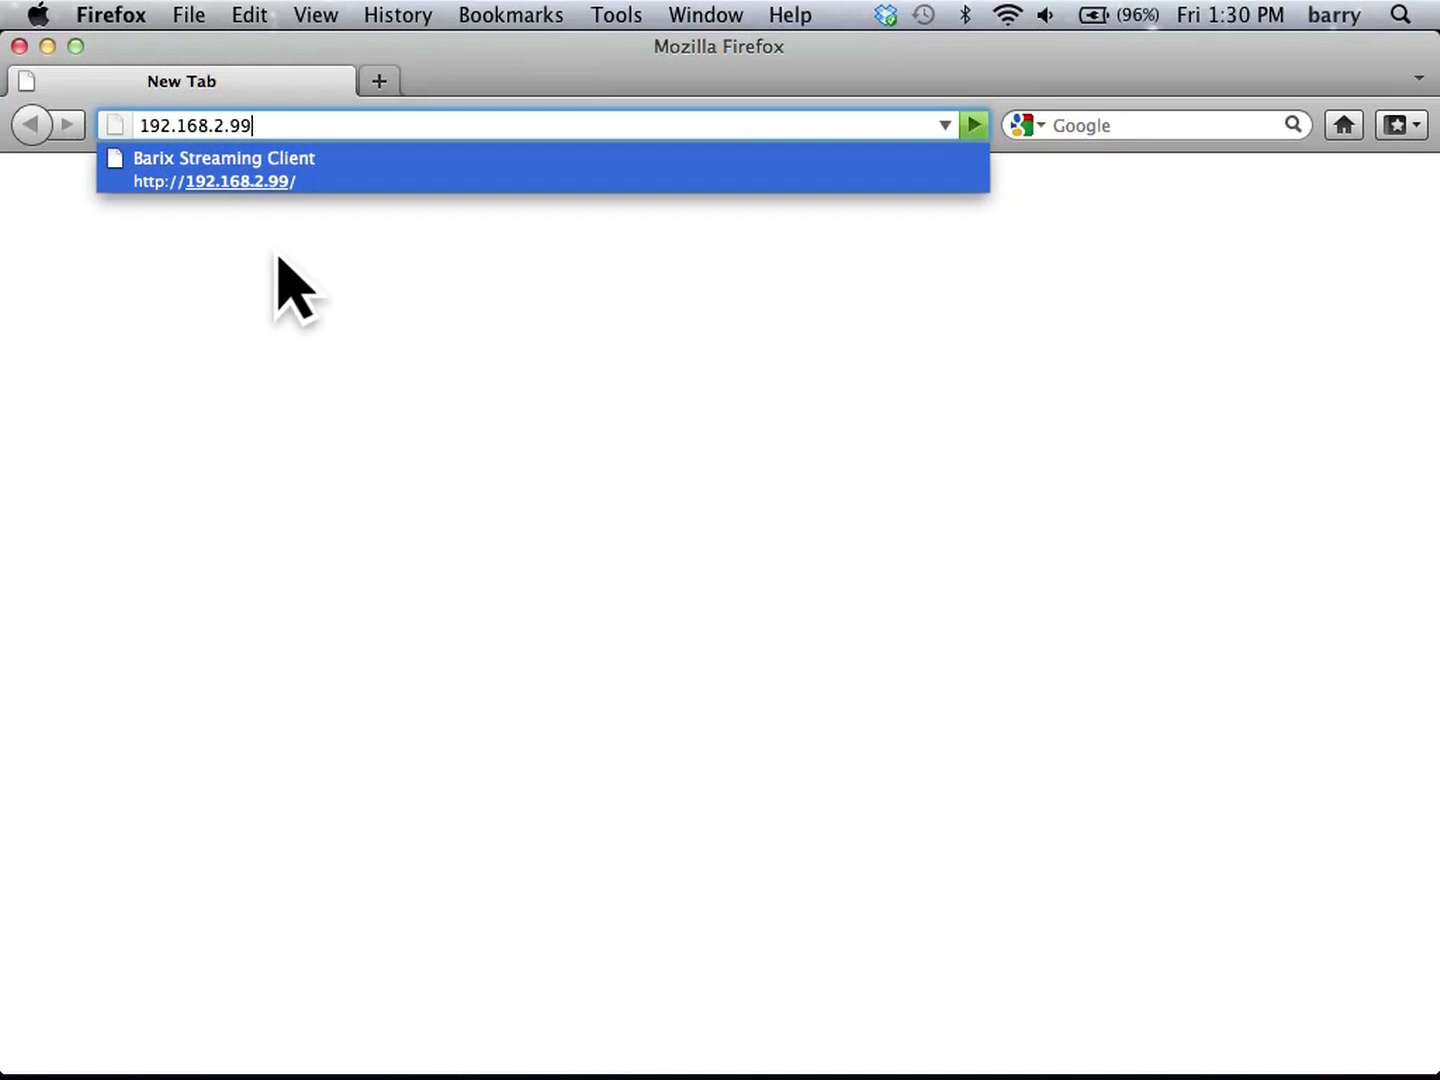 Firefox File Edit View History Bookmarks Tools Window Help (96%) Fri 1:30 PM barry
Mozilla Firefox
New Tab
192.168.2.99 Google
Barix Streaming Client
http://192.168.2.99/